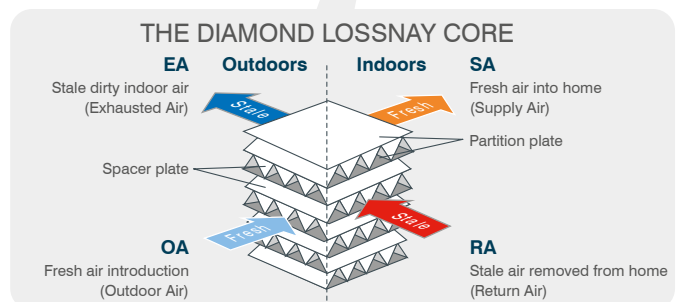 THE DIAMOND LOSSNAY CORE
EA Outdoors Indoors SA
Stale dirty indoor air
(Exhausted Air)
Fresh air into home
(Supply Air)
Stale
Fresh
Partition plate
Spacer plate
Fresh
Stale
OA
Fresh air introduction
(Outdoor Air)
RA
Stale air removed from home
(Return Air)